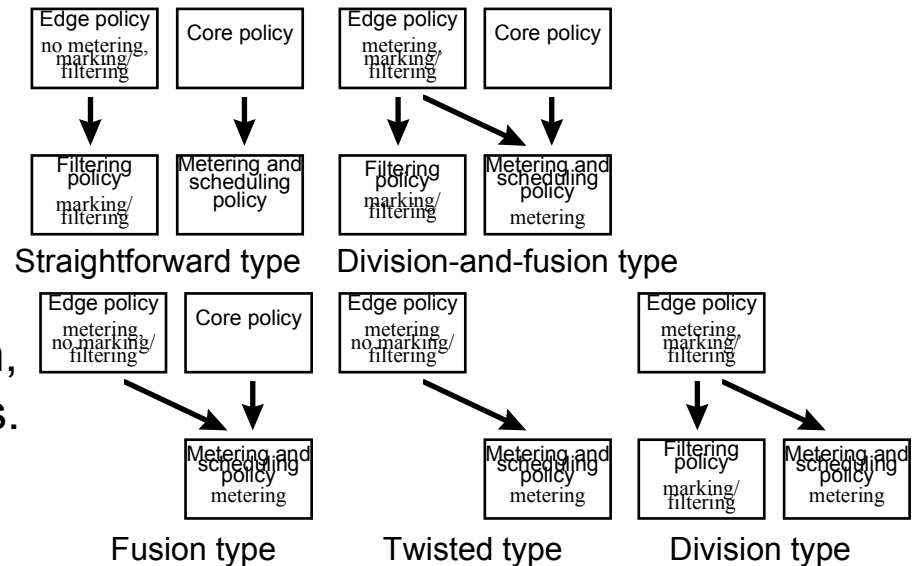 Edge policy
no metering,
marking/
filtering
Core policy
Filtering
policy
marking/
filtering
Metering and
scheduling
policy
Straightforward type
Edge policy
metering,
marking/
filtering
Core policy
Filtering
policy
marking/
filtering
Metering and
scheduling
policy
metering
Division-and-fusion type
Edge policy
metering,
no marking/
filtering
Core policy
Metering and
scheduling
policy
metering
Fusion type
Edge policy
metering
no marking/
filtering
Metering and
scheduling
policy
metering
Twisted type
Edge policy
metering,
marking/
filtering
Filtering
policy
marking/
filtering
Metering and
scheduling
policy
metering
Division type
s.